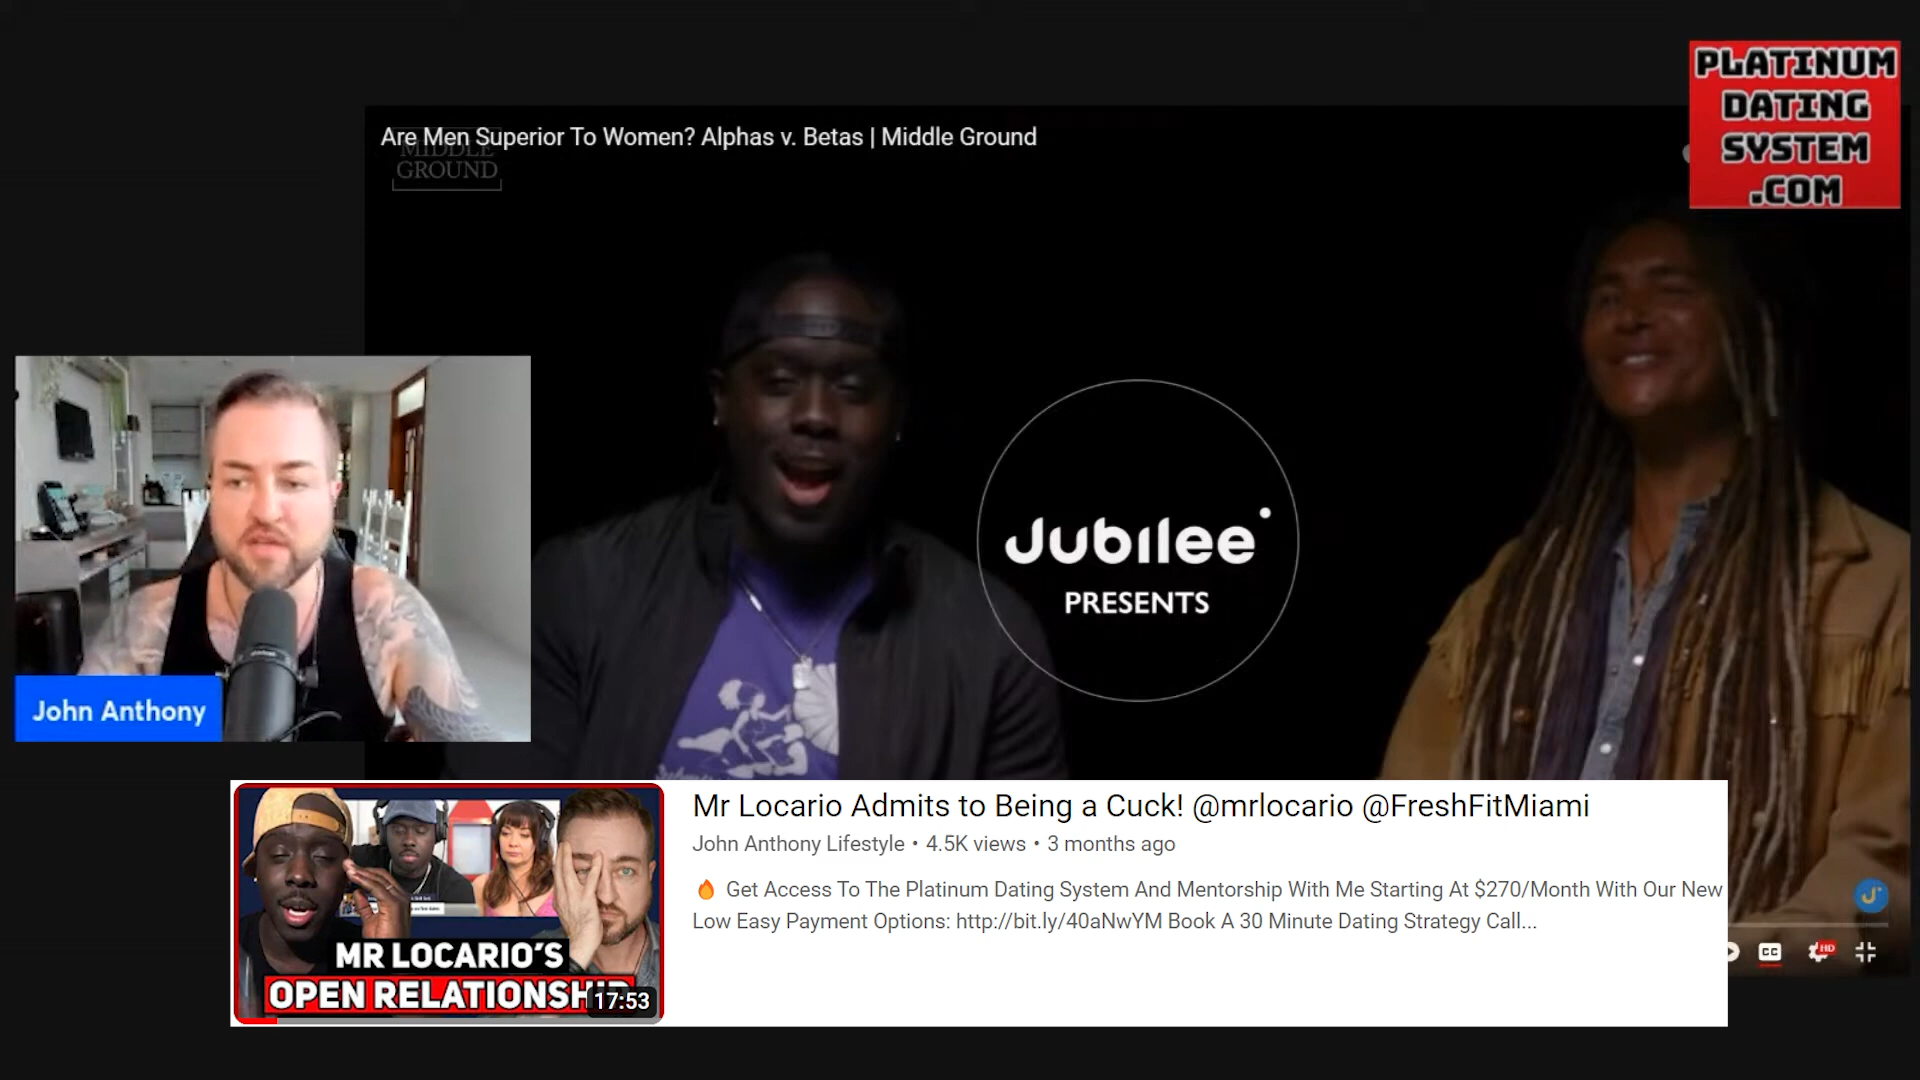 PLATINUM
DATING
SYSTEM
.COM
Are Men Superior To Women? Alphas v. Betas | Middle Ground
MIDDLE
GROUND
Jubilee
PRESENTS
John Anthony
Mr Locario Admits to Being a Cuck! @mrlocario @FreshFitMiami
John Anthony Lifestyle • 4.5K views • 3 months ago
🔥 Get Access To The Platinum Dating System And Mentorship With Me Starting At $270/Month With Our New
Low Easy Payment Options: http://bit.ly/40aNwYM Book A 30 Minute Dating Strategy Call...
MR LOCARIO'S
OPEN RELATIONSHIP
17:53
CC
HD